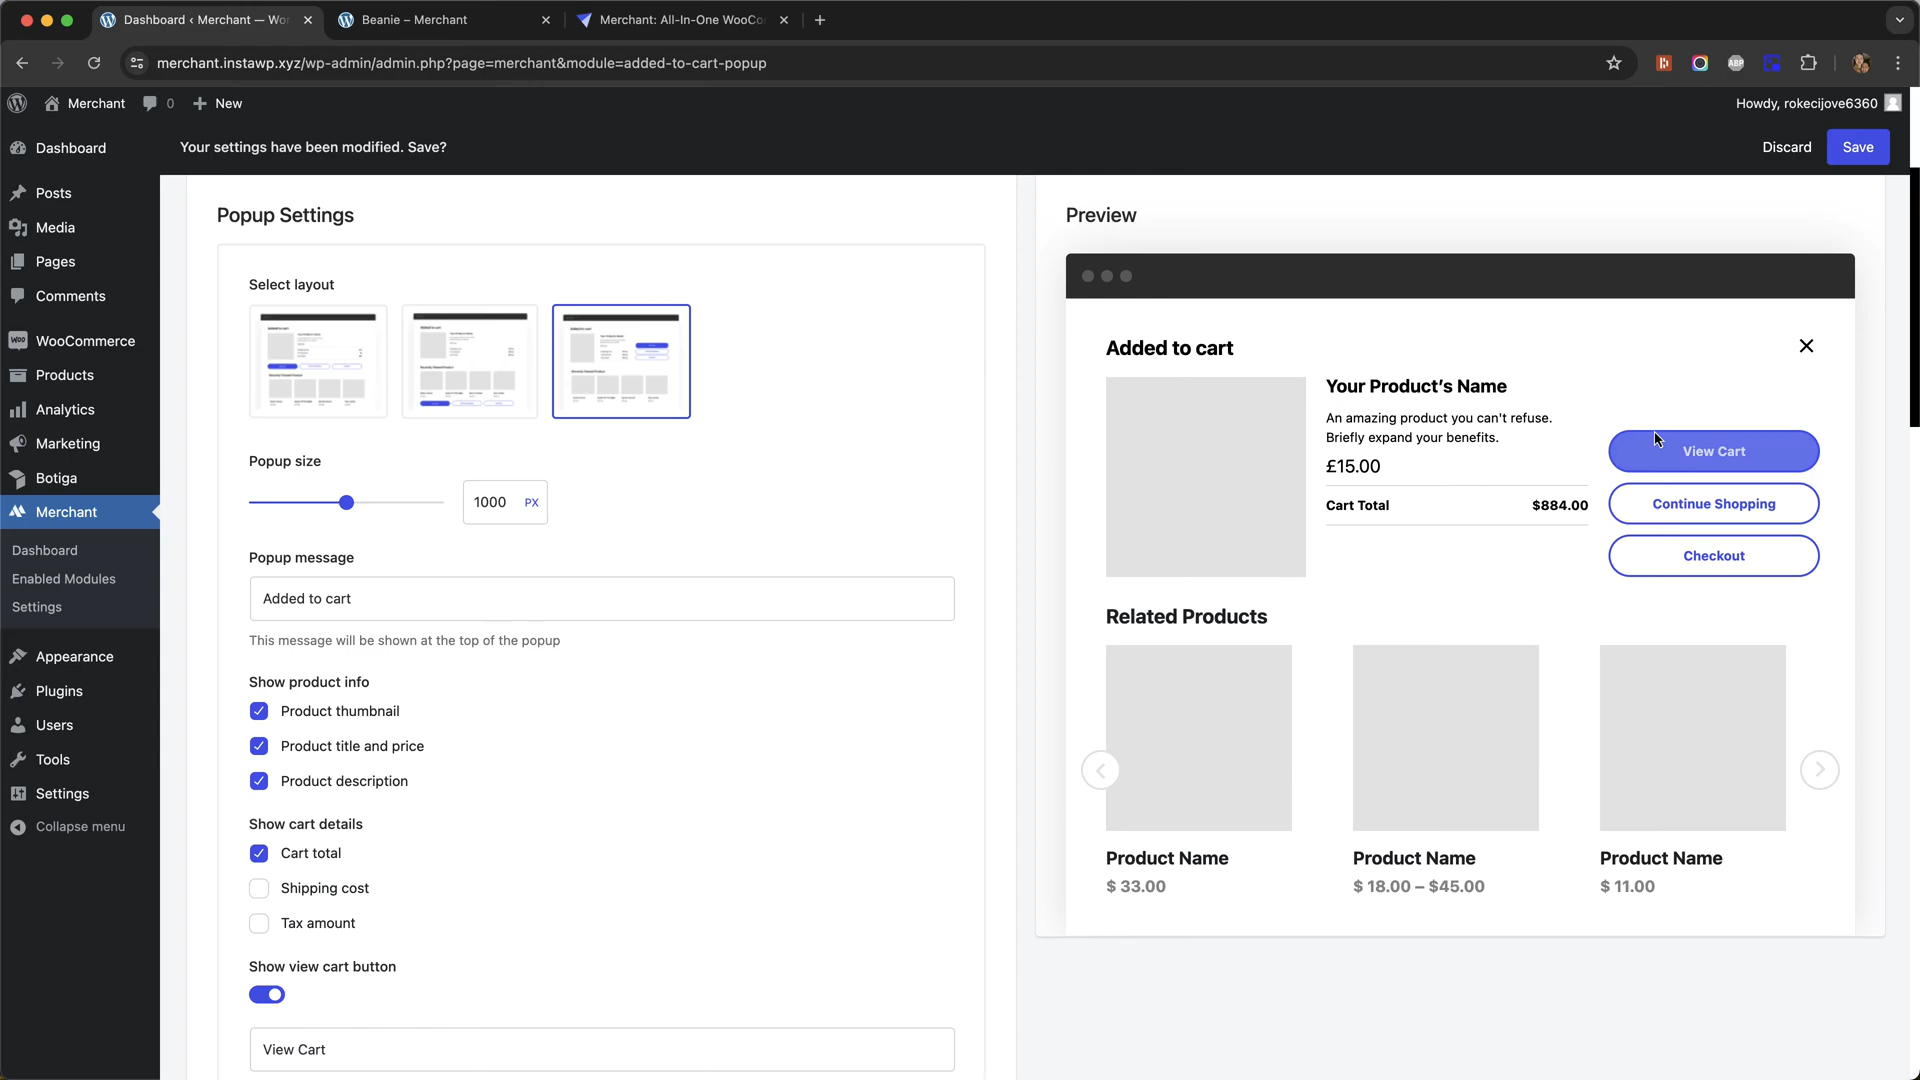 Dashboard ‹ Merchant — Wor
Beanie – Merchant
Merchant: All-In-One WooCo
merchant.instawp.xyz/wp-admin/admin.php?page=merchant&module=added-to-cart-popup
ABP
Merchant
0
New
Howdy, rokecijove6360
Your settings have been modified. Save?
Discard
Save
Dashboard
Posts
Media
Pages
Comments
WooCommerce
Products
Analytics
Marketing
Botiga
Merchant
Dashboard
Enabled Modules
Settings
Appearance
Plugins
Users
Tools
Settings
Collapse menu
Popup Settings
Select layout
Popup size
1000 PX
Popup message
Added to cart
This message will be shown at the top of the popup
Show product info
Product thumbnail
Product title and price
Product description
Show cart details
Cart total
Shipping cost
Tax amount
Show view cart button
View Cart
Preview
Added to cart
Your Product’s Name
An amazing product you can't refuse.
Briefly expand your benefits.
£15.00
Cart Total $884.00
View Cart
Continue Shopping
Checkout
Related Products
Product Name
$ 33.00
Product Name
$ 18.00 – $45.00
Product Name
$ 11.00